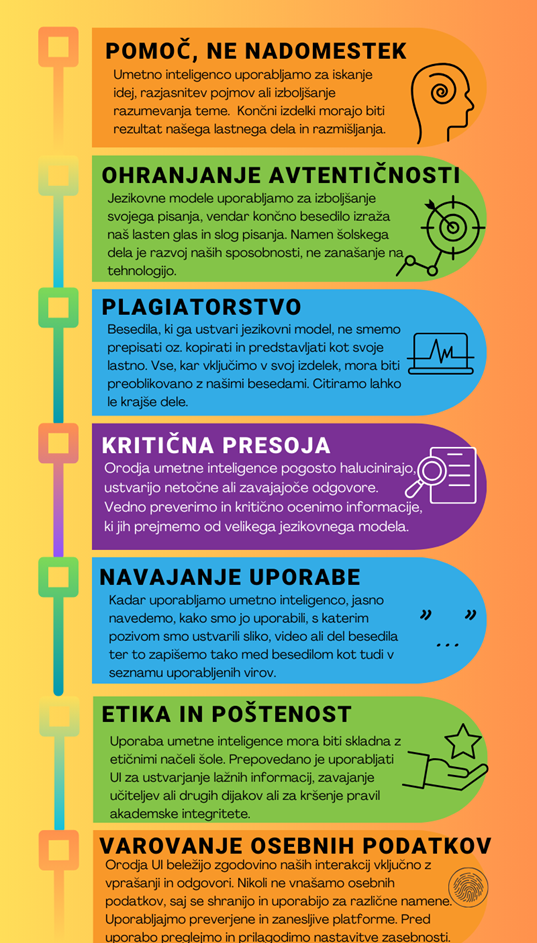 POMOČ, NE NADOMESTEK
Umetno inteligenco uporabljamo za iskanje
idej, razjasnitev pojmov ali izboljšanje
razumevanja teme. Končni izdelki morajo biti
rezultat našega lastnega dela in razmišljanja.
OHRANJANJE AVTENTIČNOSTI
Jezikovne modele uporabljamo za izboljšanje
svojega pisanja, vendar končno besedilo izraža
naš lasten glas in slog pisanja. Namen šolskega
dela je razvoj naših sposobnosti, ne zanašanje na
tehnologijo.
PLAGIATORSTVO
Besedila, ki ga ustvari jezikovni model, ne smemo
prepisati oz. kopirati in predstavljati kot svoje
lastno. Vse, kar vključimo v svoj izdelek, mora biti
preoblikovano z našimi besedami. Citiramo lahko
le krajše dele.
KRITIČNA PRESOJA
Orodja umetne inteligence pogosto halucinirajo,
ustvarijo netočne ali zavajajoče odgovore.
Vedno preverimo in kritično ocenimo informacije,
ki jih prejmemo od velikega jezikovnega modela.
NAVAJANJE UPORABE
Kadar uporabljamo umetno inteligenco, jasno
navedemo, kako smo jo uporabili, s katerim
pozivom smo ustvarili sliko, video ali del besedila
ter to zapišemo tako med besedilom kot tudi v
seznamu uporabljenih virov.
” ”
...
ETIKA IN POŠTENOST
Uporaba umetne inteligence mora biti skladna z
etičnimi načeli šole. Prepovedano je uporabljati
UI za ustvarjanje lažnih informacij, zavajanje
učiteljev ali drugih dijakov ali za kršenje pravil
akademske integritete.
VAROVANJE OSEBNIH PODATKOV
Orodja UI beležijo zgodovino naših interakcij vključno z
vprašanji in odgovori. Nikoli ne vnašamo osebnih
podatkov, saj se shranijo in uporabijo za različne namene.
Uporabljajmo preverjene in zanesljive platforme. Pred
uporabo preglejmo in prilagodimo nastavitve zasebnosti.